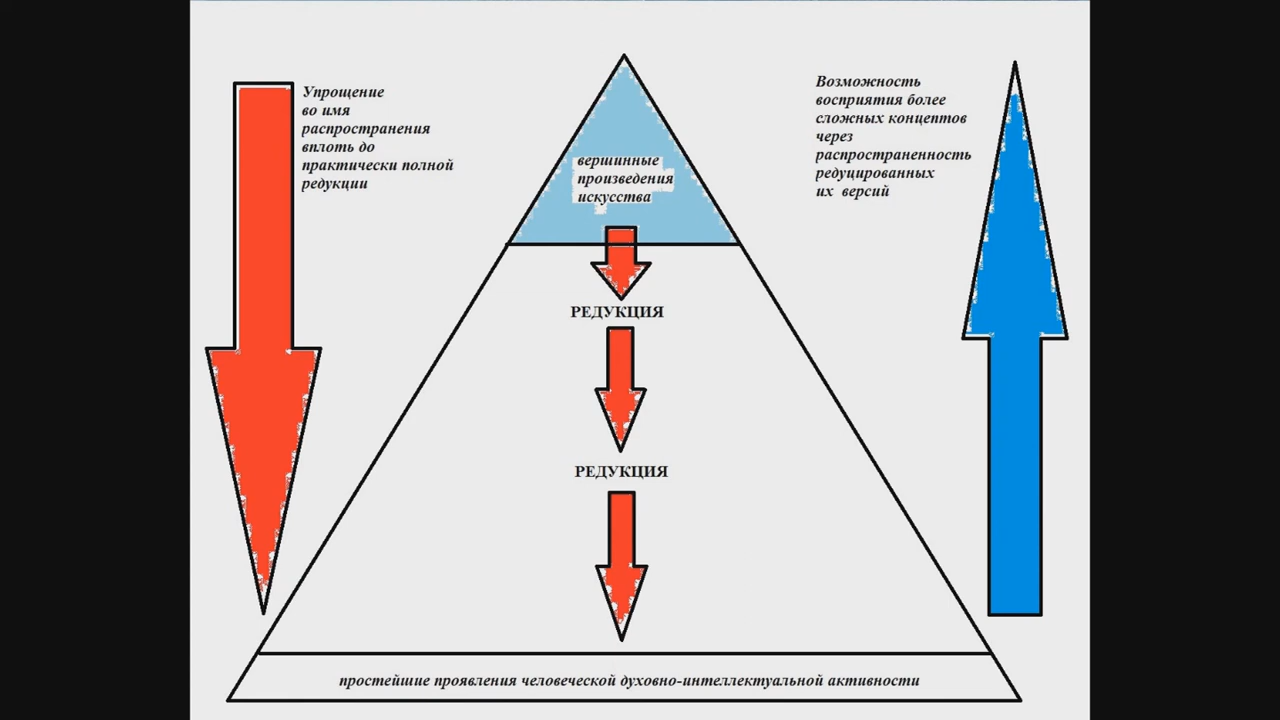 Упрощение
во имя
распространения
вплоть до
практически полной
редукции
вершинные
произведения
искусства
Возможность
восприятия более
сложных концептов
через
распространенность
редуцированных
их версий
РЕДУКЦИЯ
РЕДУКЦИЯ
простейшие проявления человеческой духовно-интеллектуальной активности